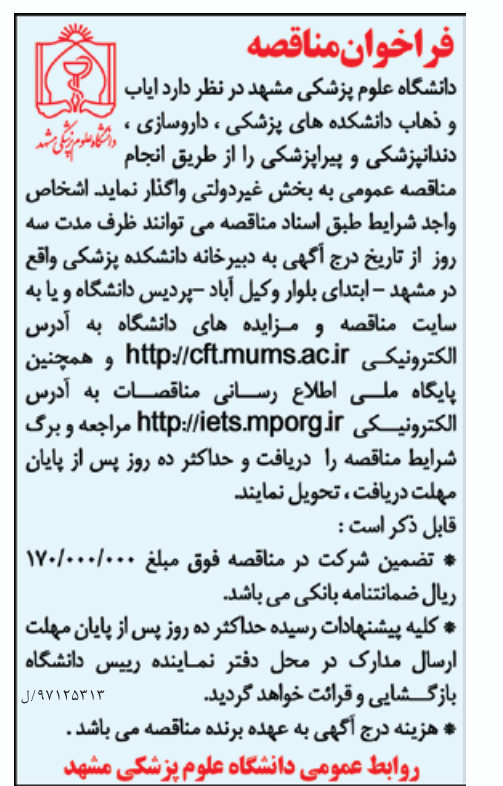 فراخوان مناقصه
دانشگاه علوم پزشکی مشهد
دانشگاه علوم پزشکی مشهد در نظر دارد ایاب
و ذهاب دانشکده های پزشکی ، داروسازی ،
دندانپزشکی و پیراپزشکی را از طریق انجام
مناقصه عمومی به بخش غیردولتی واگذار نماید. اشخاص
واجد شرایط طبق اسناد مناقصه می توانند ظرف مدت سه
روز از تاریخ درج آگهی به دبیرخانه دانشکده پزشکی واقع
در مشهد – ابتدای بلوار وکیل آباد –پردیس دانشگاه و یا به
سایت مناقصه و مـزایده های دانشگاه به آدرس
الکترونیکـی http://cft.mums.ac.ir و همچنین
پایگاه ملـی اطلاع رسـانی مناقصـات به آدرس
الکترونیـکی http://iets.mporg.ir مراجعه و برگ
شرایط مناقصه را دریافت و حداکثر ده روز پس از پایان
مهلت دریافت ، تحویل نمایند.
قابل ذکر است :
* تضمین شرکت در مناقصه فوق مبلغ ۱۷۰/۰۰۰/۰۰۰
ریال ضمانتنامه بانکی می باشد.
* کلیه پیشنهادات رسیده حداکثر ده روز پس از پایان مهلت
ارسال مدارک در محل دفتر نمـاینده رییس دانشگاه
بازگـشایی و قرائت خواهد گردید.
۹۷۱۲۵۳۱۳/ل
* هزینه درج آگهی به عهده برنده مناقصه می باشد .
روابط عمومی دانشگاه علوم پزشکی مشهد